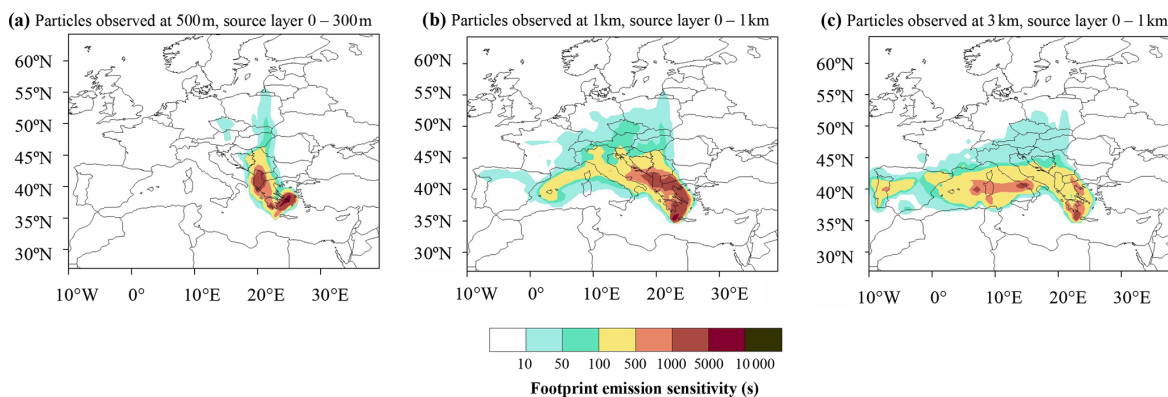 (a) Particles observed at 500 m, source layer 0 – 300 m
60ºN
55ºN
50ºN
45ºN
40ºN
35ºN
30ºN
10ºW 0º 10ºE 20ºE 30ºE
(b) Particles observed at 1 km, source layer 0 – 1 km
60ºN
55ºN
50ºN
45ºN
40ºN
35ºN
30ºN
10ºW 0º 10ºE 20ºE 30ºE
(c) Particles observed at 3 km, source layer 0 – 1 km
60ºN
55ºN
50ºN
45ºN
40ºN
35ºN
30ºN
10ºW 0º 10ºE 20ºE 30ºE
10 50 100 500 1000 5000 10 000
Footprint emission sensitivity (s)